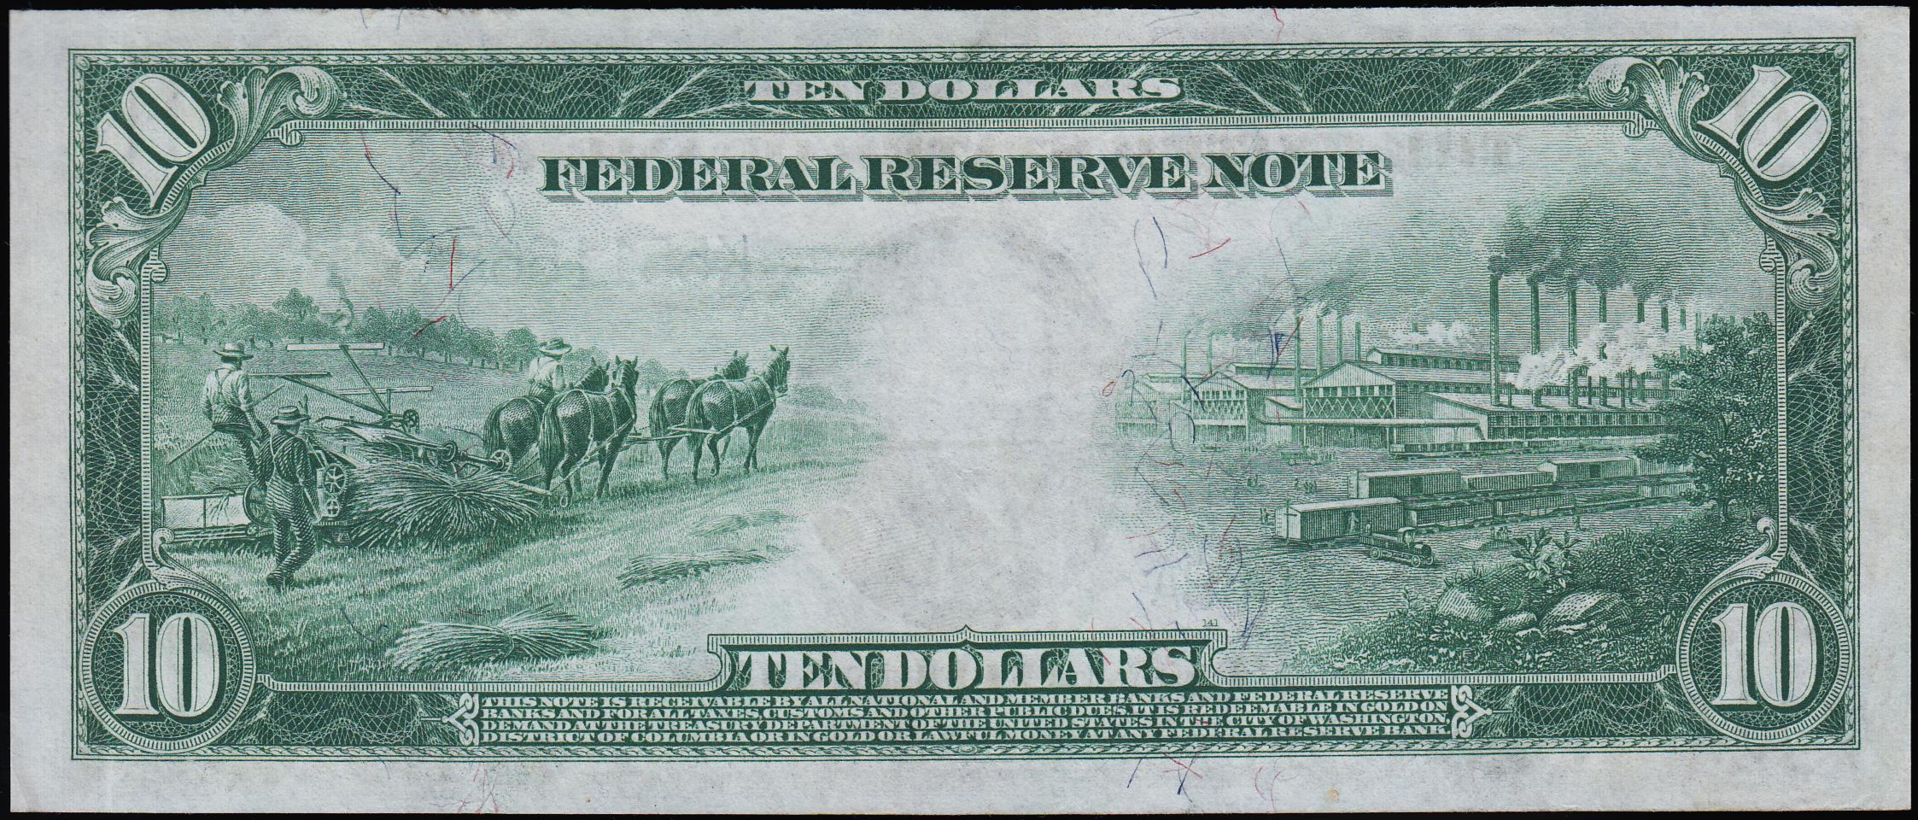 10 TEN DOLLARS 10
FEDERAL RESERVE NOTE
141
10 TEN DOLLARS 10
THIS NOTE IS RECEIVABLE BY ALL NATIONAL AND MEMBER BANKS AND FEDERAL RESERVE
BANKS AND FOR ALL TAXES, CUSTOMS AND OTHER PUBLIC DUES. IT IS REDEEMABLE IN GOLD ON
DEMAND AT THE TREASURY DEPARTMENT OF THE UNITED STATES IN THE CITY OF WASHINGTON,
DISTRICT OF COLUMBIA OR IN GOLD OR LAWFUL MONEY AT ANY FEDERAL RESERVE BANK.